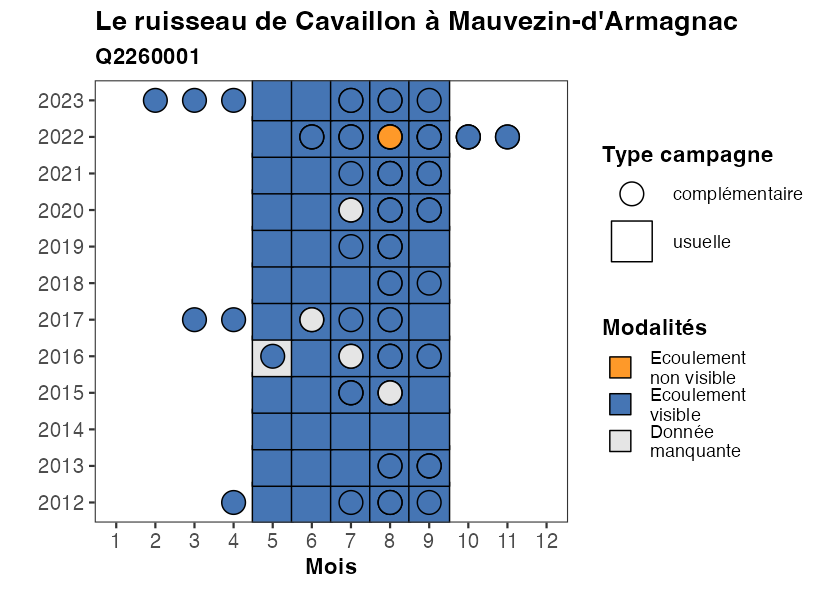 Le ruisseau de Cavaillon à Mauvezin-d'Armagnac
Q2260001
2023
2022
2021
2020
2019
2018
2017
2016
2015
2014
2013
2012
1 2 3 4 5 6 7 8 9 10 11 12
Mois
Type campagne
complémentaire
usuelle
Modalités
Ecoulement
non visible
Ecoulement
visible
Donnée
manquante